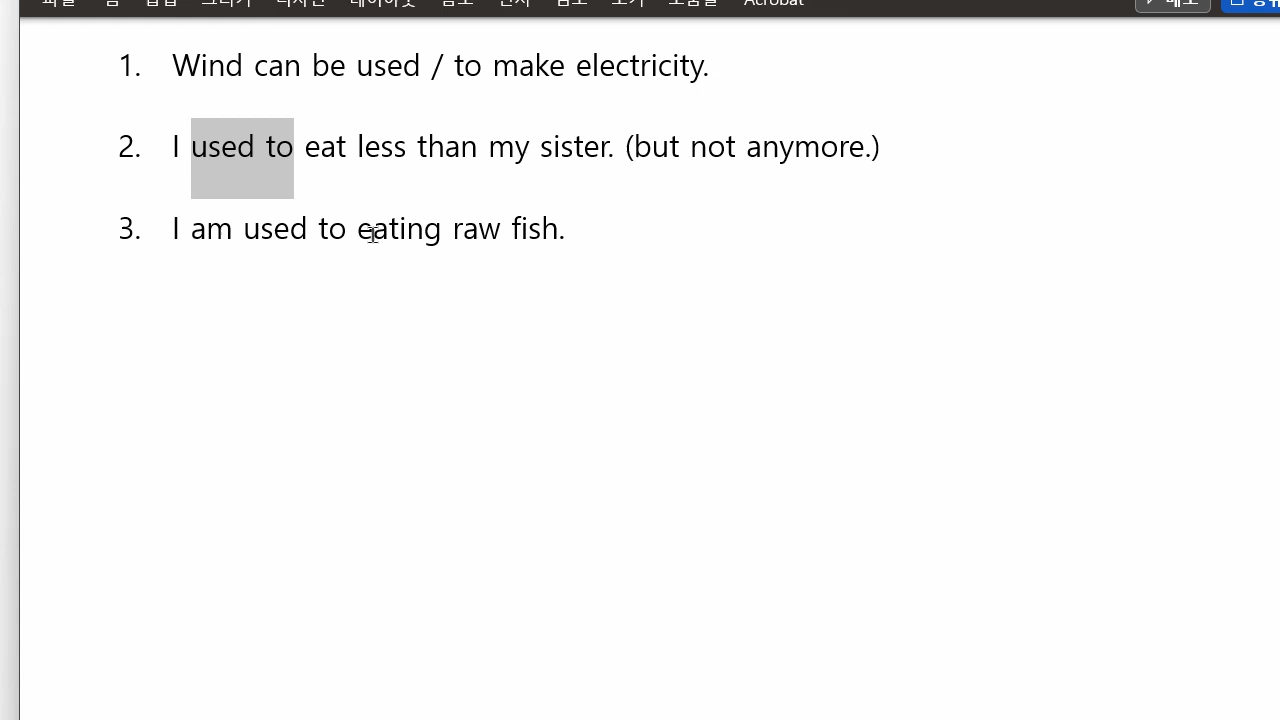 Acrobat
1. Wind can be used / to make electricity.
2. I used to eat less than my sister. (but not anymore.)
3. I am used to eating raw fish.